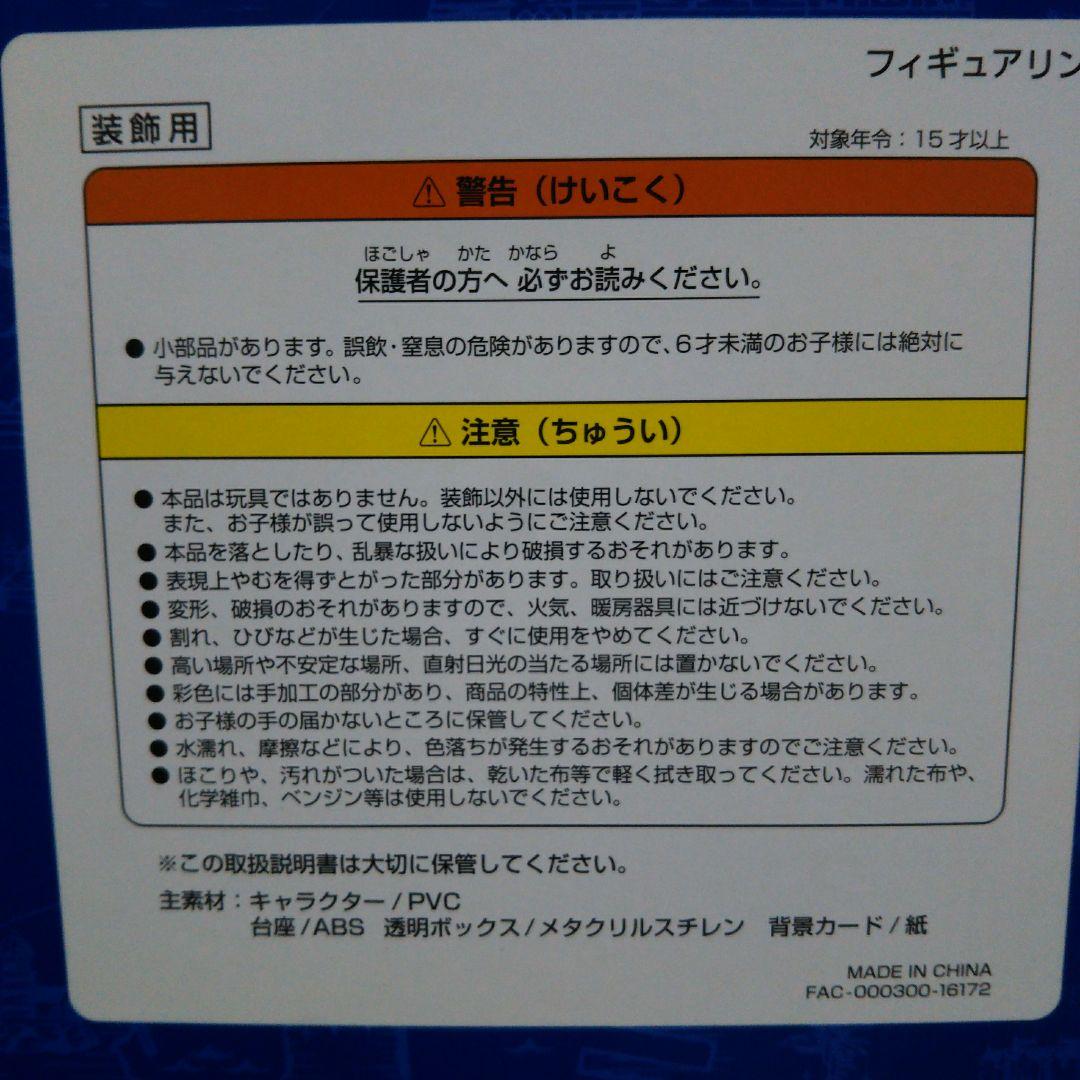 フィギュアリン
装飾用
対象年令：15才以上
⚠ 警告（けいこく）
ほごしゃ かた かなら よ
保護者の方へ 必ずお読みください。
● 小部品があります。誤飲・窒息の危険がありますので、6才未満のお子様には絶対に
与えないでください。
⚠ 注意（ちゅうい）
● 本品は玩具ではありません。装飾以外には使用しないでください。
また、お子様が誤って使用しないようにご注意ください。
● 本品を落としたり、乱暴な扱いにより破損するおそれがあります。
● 表現上やむを得ずとがった部分があります。取り扱いにはご注意ください。
● 変形、破損のおそれがありますので、火気、暖房器具には近づけないでください。
● 割れ、ひびなどが生じた場合、すぐに使用をやめてください。
● 高い場所や不安定な場所、直射日光の当たる場所には置かないでください。
● 彩色には手加工の部分があり、商品の特性上、個体差が生じる場合があります。
● お子様の手の届かないところに保管してください。
● 水濡れ、摩擦などにより、色落ちが発生するおそれがありますのでご注意ください。
● ほこりや、汚れがついた場合は、乾いた布等で軽く拭き取ってください。濡れた布や、
化学雑巾、ベンジン等は使用しないでください。
※この取扱説明書は大切に保管してください。
主素材：キャラクター/PVC
台座/ABS 透明ボックス/メタクリルスチレン 背景カード/紙
MADE IN CHINA
FAC-000300-16172